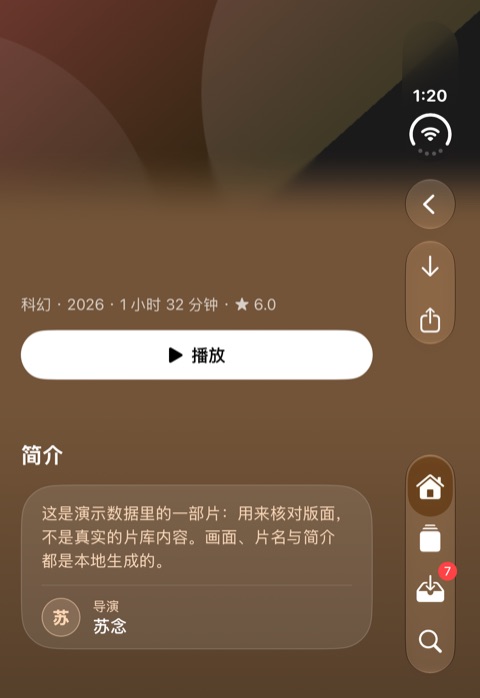 1:20
科幻 · 2026 · 1 小时 32 分钟 · ★ 6.0
播放
简介
这是演示数据里的一部片：用来核对版面，
不是真实的片库内容。画面、片名与简介
都是本地生成的。
7
苏
导演
苏念